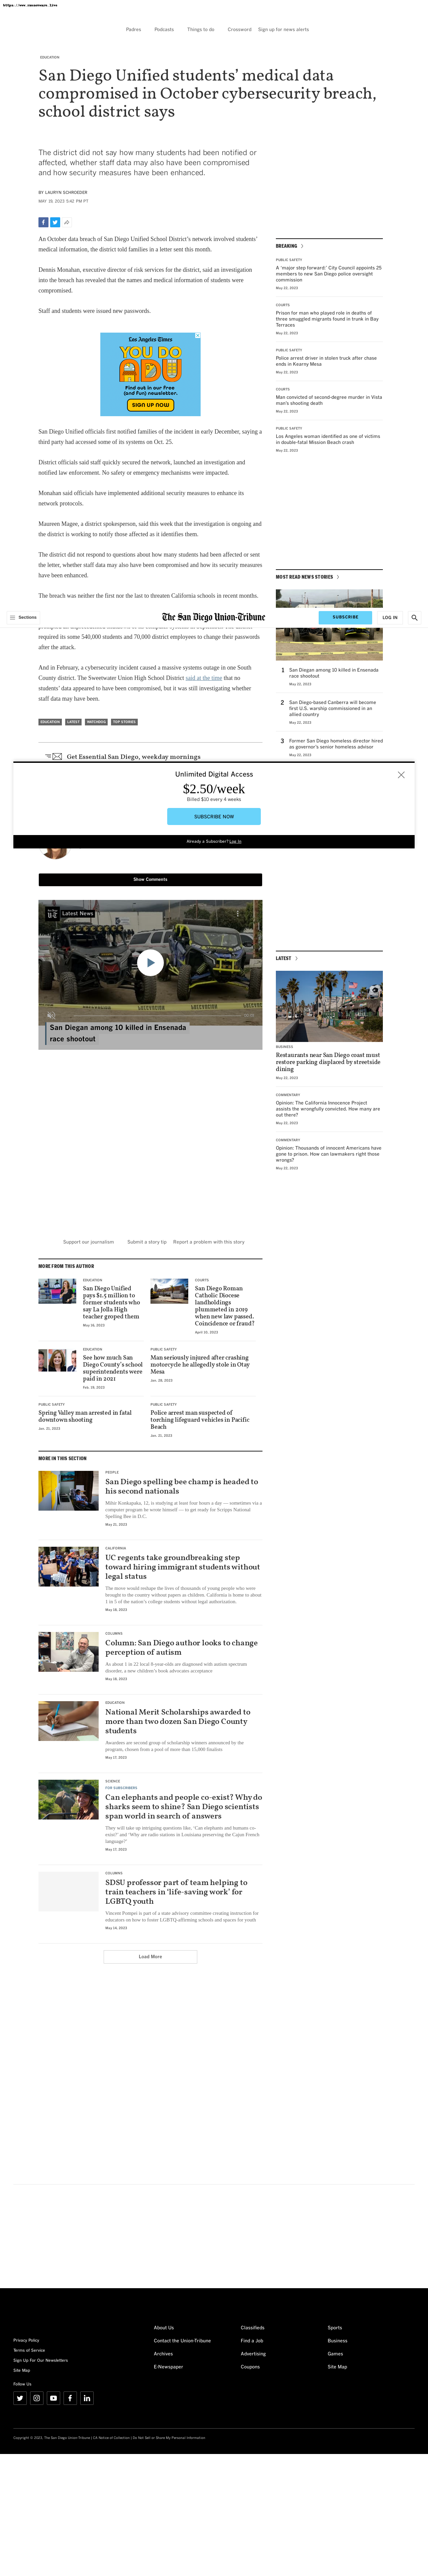 Padres Podcasts Things to do Crossword Sign up for news alerts
EDUCATION
San Diego Unified students’ medical data
compromised in October cybersecurity breach,
school district says
The district did not say how many students had been notified or
affected, whether staff data may also have been compromised
and how security measures have been enhanced.
BY LAURYN SCHROEDER
MAY 19, 2023 5:42 PM PT
An October data breach of San Diego Unified School District’s network involved students’
medical information, the district notified families in a letter sent this month.
Dennis Monahan, executive director of risk services for the district, said an investigation
into the breach has revealed that the names and medical information of students were
compromised.
Staff and students were issued new passwords.
Los Angeles Times
YOU DO
ADU
Find out in our
(Free and Fun!) newsletter.
SIGN UP NOW
San Diego Unified officials first notified families of the incident in early December, saying a
third party had accessed some of its systems on Oct. 25.
District officials said staff quickly secured the network, launched an investigation and
notified law enforcement. No safety or emergency mechanisms were impacted.
Monahan said officials have implemented additional security measures to enhance its
network protocols.
Maureen Magee, a district spokesperson, said this week that the investigation is ongoing and
the district is working to notify those affected as it identifies them.
The district did not respond to questions about how many students had been affected or sent
the letter, whether staff data may also have been compromised and how its security measures
have been enhanced.
The breach was neither the first nor the last to threaten California schools in recent months.
Sections
The San Diego Union-Tribune
SUBSCRIBE
LOG IN
required its some 540,000 students and 70,000 district employees to change their passwords
after the attack.
And in February, a cybersecurity incident caused a massive systems outage in one South
County district. The Sweetwater Union High School District said at the time that no
students’ data appeared to have been compromised, but it was still investigating whether
staff data may have been.
EDUCATION LATEST WATCHDOG TOP STORIES
Get Essential San Diego, weekday mornings
Unlimited Digital Access
$2.50/week
Billed $10 every 4 weeks
SUBSCRIBE NOW
Already a Subscriber? Log In
Show Comments
Latest News
San Diegan among 10 killed in Ensenada
race shootout
Support our journalism Submit a story tip Report a problem with this story
MORE FROM THE AUTHOR
EDUCATION
San Diego Unified
pays $1.5 million to
former students who
say La Jolla High
teacher groped them
May 19, 2023
COURTS
San Diego Roman
Catholic Diocese
landholdings
plummeted in 2019
when new law passed.
Coincidence or fraud?
April 10, 2023
EDUCATION
See how much San
Diego County’s school
superintendents were
paid in 2021
Feb. 19, 2023
PUBLIC SAFETY
Man seriously injured after crashing
motorcycle he allegedly stole in Otay
Mesa
Jan. 28, 2023
PUBLIC SAFETY
Spring Valley man arrested in fatal
downtown shooting
Jan. 21, 2023
PUBLIC SAFETY
Police arrest man suspected of
torching lifeguard vehicles in Pacific
Beach
Jan. 21, 2023
MORE IN THIS SECTION
PEOPLE
San Diego spelling bee champ is headed to
his second nationals
Mihir Konkapaka, 12, is studying at least four hours a day — sometimes via a
computer program he wrote himself — to get ready for Scripps National
Spelling Bee in D.C.
May 21, 2023
CALIFORNIA
UC regents take groundbreaking step
toward hiring immigrant students without
legal status
The move would reshape the lives of thousands of young people who were
brought to the country without papers as children. California is home to about
1 in 5 of the nation’s college students without legal authorization.
May 18, 2023
COLUMNS
Column: San Diego author looks to change
perception of autism
As about 1 in 22 local 8-year-olds are diagnosed with autism spectrum
disorder, a new children’s book advocates acceptance
May 18, 2023
EDUCATION
National Merit Scholarships awarded to
more than two dozen San Diego County
students
Awardees are second group of scholarship winners announced by the
program, chosen from a pool of more than 15,000 finalists
May 17, 2023
SCIENCE
FOR SUBSCRIBERS
Can elephants and people co-exist? Why do
sharks seem to shine? San Diego scientists
span world in search of answers
They will take up intriguing questions like, ‘Can elephants and humans co-
exist?’ and ‘Why are radio stations in Louisiana preserving the Cajun French
language?’
May 17, 2023
COLUMNS
SDSU professor part of team helping to
train teachers in ‘life-saving work’ for
LGBTQ youth
Vincent Pompei is part of a state advisory committee creating instruction for
educators on how to foster LGBTQ-affirming schools and spaces for youth
May 14, 2023
Load More
BREAKING
PUBLIC SAFETY
A ‘major step forward:’ City Council appoints 25
members to new San Diego police oversight
commission
May 22, 2023
COURTS
Prison for man who played role in deaths of
three smuggled migrants found in trunk in Bay
Terraces
May 22, 2023
PUBLIC SAFETY
Police arrest driver in stolen truck after chase
ends in Kearny Mesa
May 22, 2023
COURTS
Man convicted of second-degree murder in Vista
man’s shooting death
May 22, 2023
PUBLIC SAFETY
Los Angeles woman identified as one of victims
in double-fatal Mission Beach crash
May 22, 2023
MOST READ NEWS STORIES
1 San Diegan among 10 killed in Ensenada
race shootout
May 22, 2023
2 San Diego-based Canberra will become
first U.S. warship commissioned in an
allied country
May 22, 2023
3 Former San Diego homeless director hired
as governor’s senior homeless advisor
May 22, 2023
LATEST
BUSINESS
Restaurants near San Diego coast must
restore parking displaced by streetside
dining
May 23, 2023
COMMENTARY
Opinion: The California Innocence Project
assists the wrongfully convicted. How many are
out there?
May 22, 2023
COMMENTARY
Opinion: Thousands of innocent Americans have
gone to prison. How can lawmakers right those
wrongs?
May 22, 2023
Privacy Policy
Terms of Service
Sign Up For Our Newsletters
Site Map
Follow Us
About Us
Contact the Union-Tribune
Archives
E-Newspaper
Classifieds
Find a Job
Advertising
Coupons
Sports
Business
Games
Site Map
Copyright © 2023, The San Diego Union-Tribune | CA Notice of Collection | Do Not Sell or Share My Personal Information